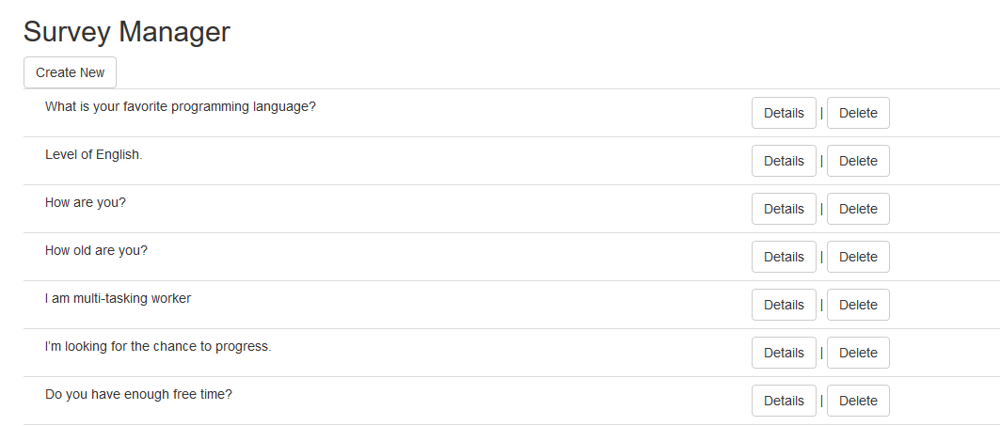 Survey Manager
Create New
What is your favorite programming language? Details | Delete
Level of English. Details | Delete
How are you? Details | Delete
How old are you? Details | Delete
I am multi-tasking worker Details | Delete
I'm looking for the chance to progress. Details | Delete
Do you have enough free time? Details | Delete